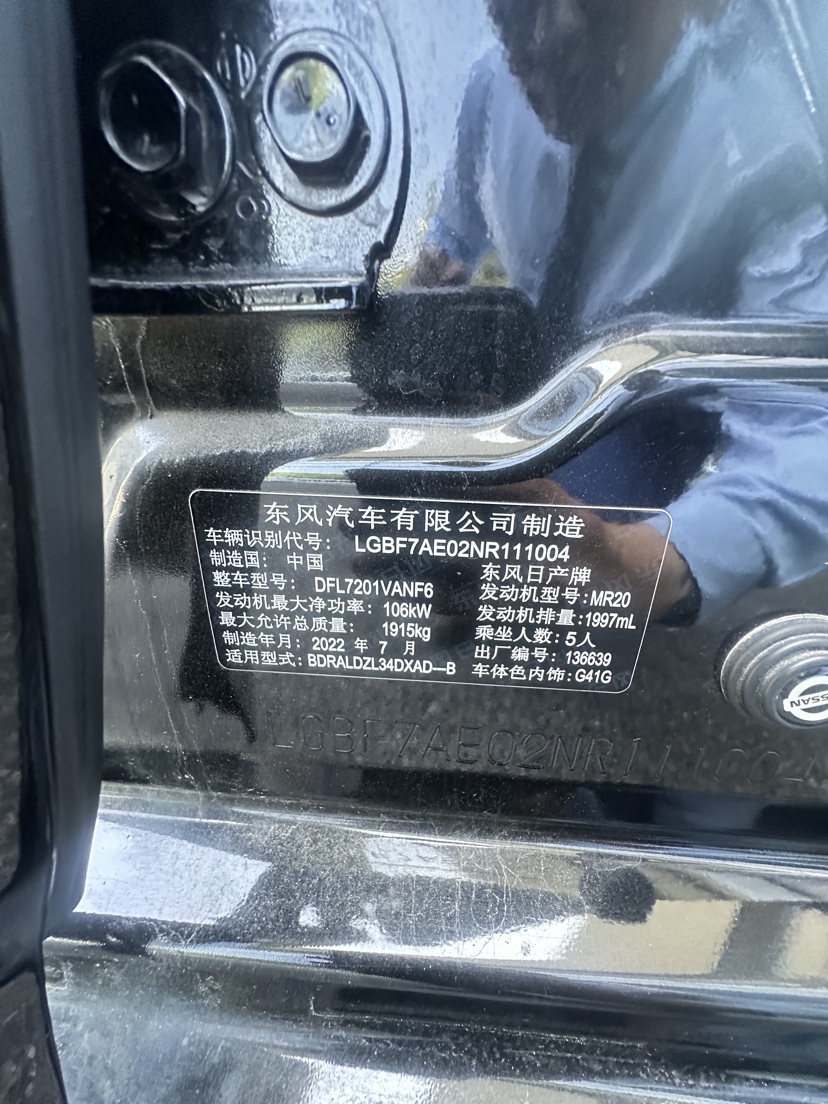 东风汽车有限公司制造
车辆识别代号: LGBF7AE02NR111004
制造国: 中国 东风日产牌
整车型号: DFL7201VANF6 发动机型号:MR20
发动机最大净功率: 106kW 发动机排量:1997mL
最大允许总质量: 1915kg 乘坐人数:5人
制造年月: 2022 年 7 月 出厂编号: 136639
适用型式:BDRALDZL34DXAD---B 车体色内饰:G41G
NISSAN
LGBF7AE02NR111004